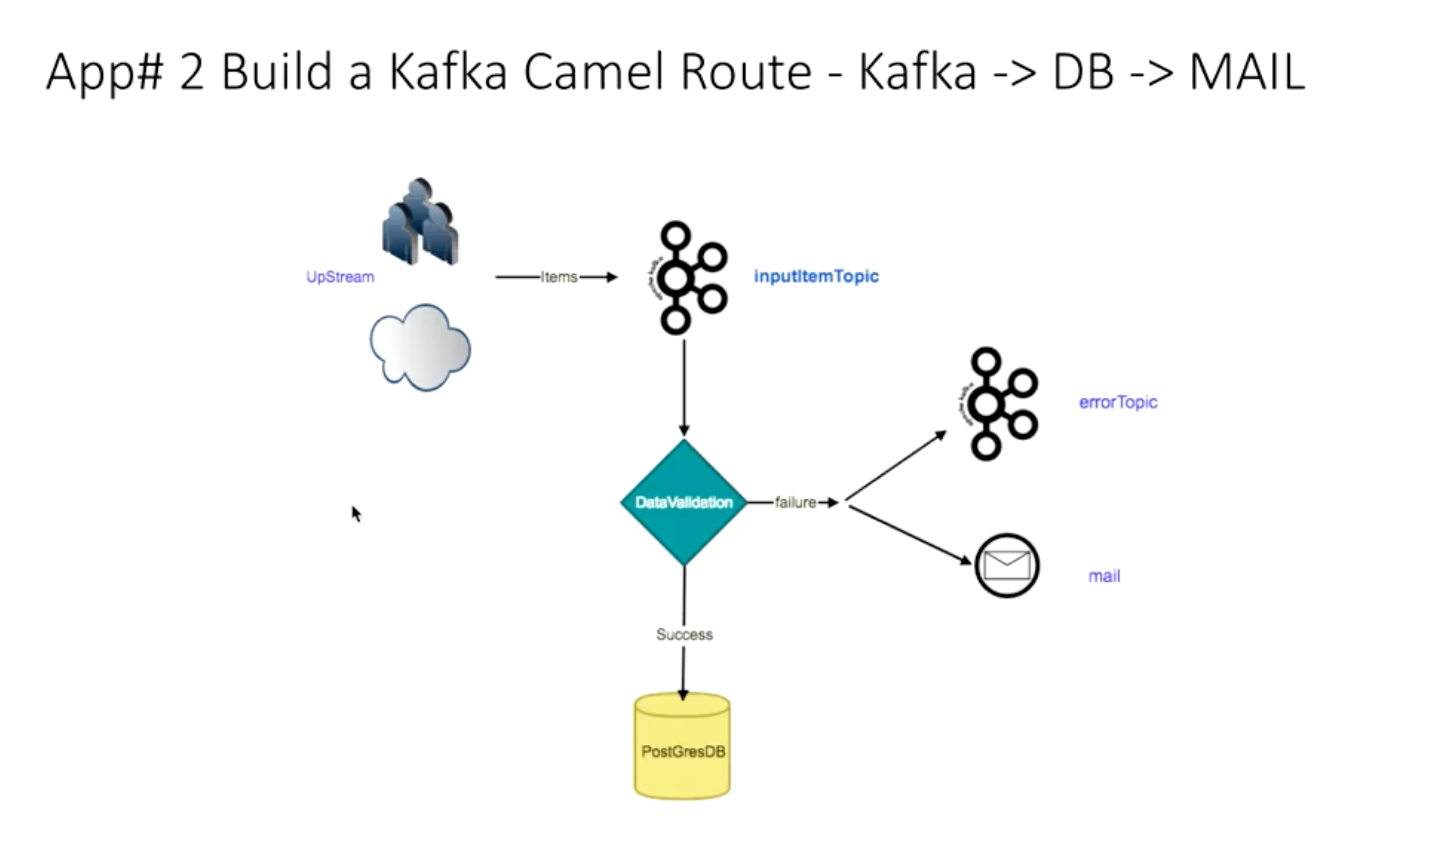 App# 2 Build a Kafka Camel Route - Kafka -> DB -> MAIL
UpStream
Items
inputItemTopic
errorTopic
DataValidation
failure
mail
Success
PostGresDB